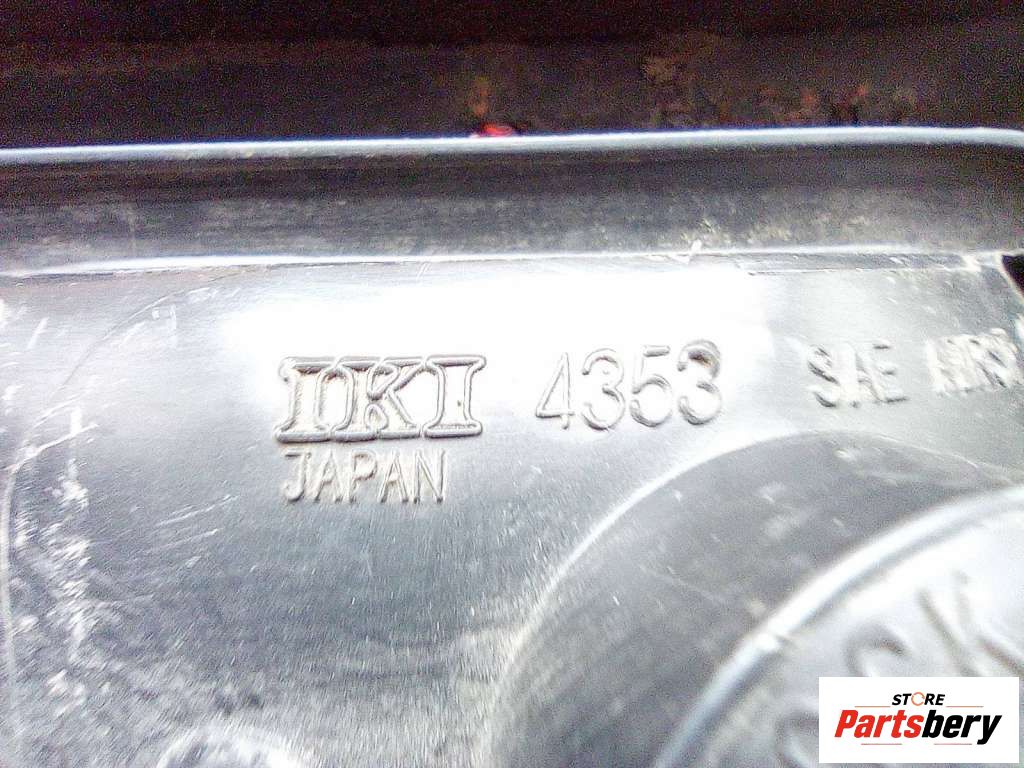 IKI 4353 SAE
JAPAN
STORE
Partsbery